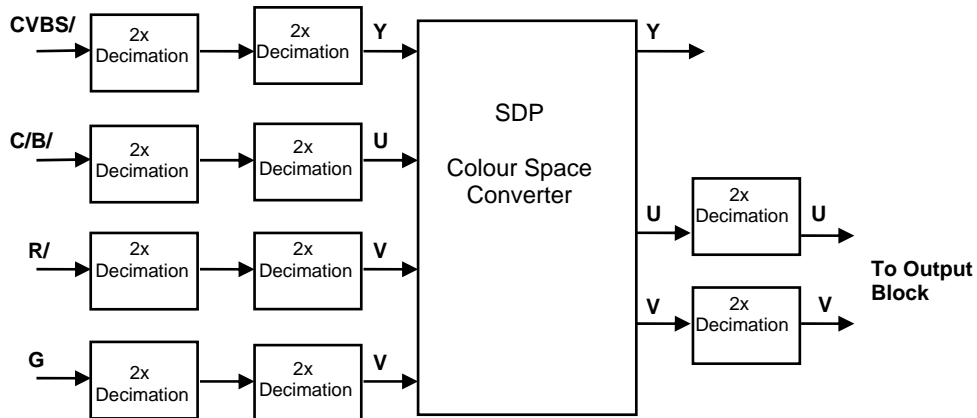 CVBS/
2x
Decimation
2x
Decimation
Y
Y
C/B/
2x
Decimation
2x
Decimation
U
SDP
Colour Space
Converter
R/
2x
Decimation
2x
Decimation
V
U
2x
Decimation
U
V
2x
Decimation
V
To Output
Block
G
2x
Decimation
2x
Decimation
V